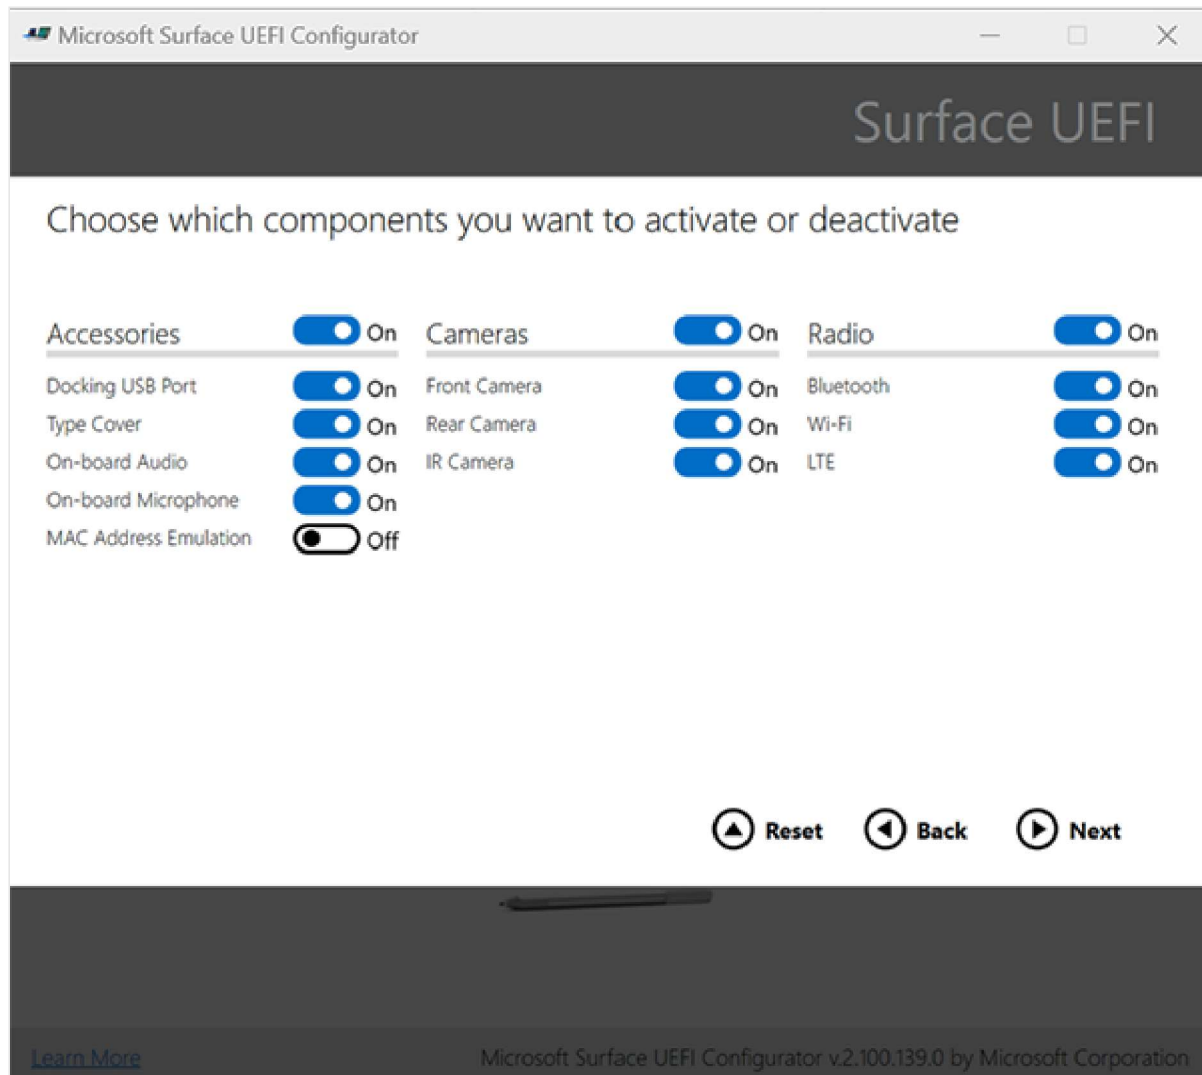 Microsoft Surface UEFI Configurator
Surface UEFI
Choose which components you want to activate or deactivate
Accessories On
Docking USB Port On
Type Cover On
On-board Audio On
On-board Microphone On
MAC Address Emulation Off
Cameras On
Front Camera On
Rear Camera On
IR Camera On
Radio On
Bluetooth On
Wi-Fi On
LTE On
Reset
Back
Next
Learn More
Microsoft Surface UEFI Configurator v.2.100.139.0 by Microsoft Corporation